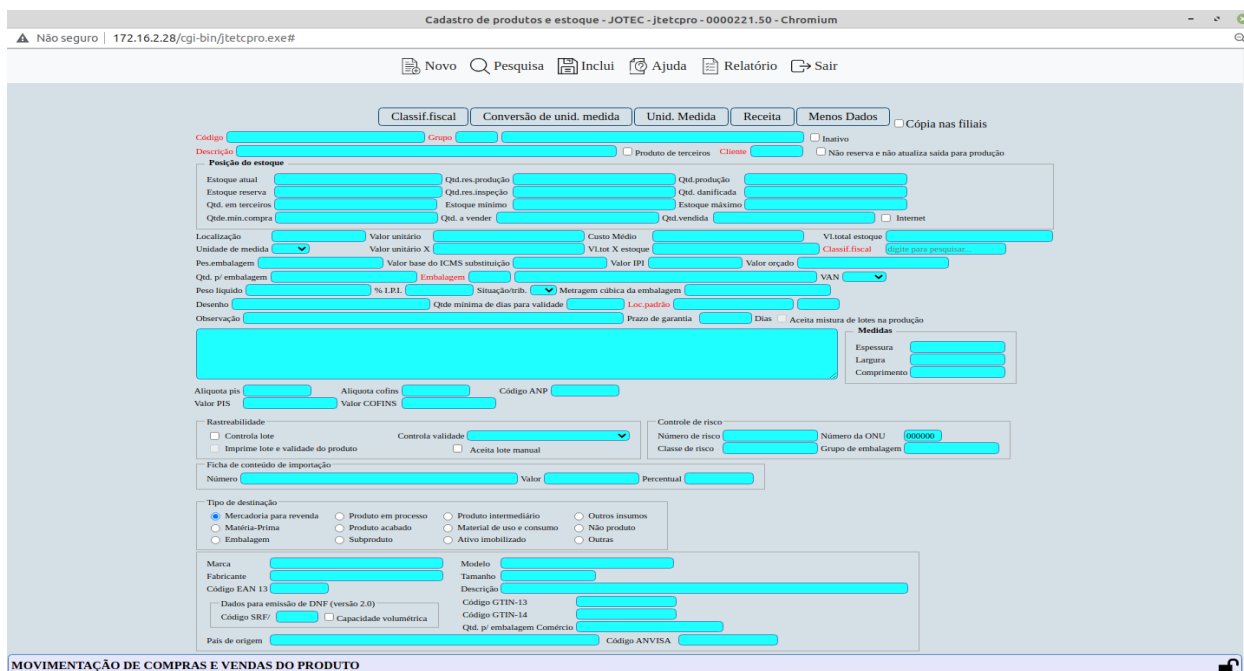 Cadastro de produtos e estoque - JOTEC - jtetcpro - 0000221.50 - Chromium
Não seguro | 172.16.2.28/cgi-bin/jtetcpro.exe#
Novo Pesquisa Inclui Ajuda Relatório Sair
Classif.fiscal Conversão de unid. medida Unid. Medida Receita Menos Dados Cópia nas filiais
Código Grupo Inativo
Descrição Produto de terceiros Cliente Não reserva e não atualiza saída para produção
Posição do estoque
Estoque atual Qtd.res.produção Qtd.produção
Estoque reserva Qtd.res.inspeção Qtd. danificada
Qtd. em terceiros Estoque mínimo Estoque máximo
Qtde.min.compra Qtd. a vender Qtd.vendida Internet
Localização Valor unitário Custo Médio Vl.total estoque
Unidade de medida Valor unitário X Vl.tot X estoque Classif.fiscal digite para pesquisar...
Pes.embalagem Valor base do ICMS substituição Valor IPI Valor orçado
Qtd. p/ embalagem Embalagem VAN
Peso líquido % I.P.I. Situação/trib. Metragem cúbica da embalagem
Desenho Qtde mínima de dias para validade Loc.padrão
Observação Prazo de garantia Dias Aceita mistura de lotes na produção
Medidas
Espessura
Largura
Comprimento
Aliquota pis Aliquota cofins Código ANP
Valor PIS Valor COFINS
Rastreabilidade Controle de risco
Controla lote Controla validade Número de risco Número da ONU 000000
Imprime lote e validade do produto Aceita lote manual Classe de risco Grupo de embalagem
Ficha de conteúdo de importação
Número Valor Percentual
Tipo de destinação
Mercadoria para revenda Produto em processo Produto intermediário Outros insumos
Matéria-Prima Produto acabado Material de uso e consumo Não produto
Embalagem Subproduto Ativo imobilizado Outras
Marca Modelo
Fabricante Tamanho
Código EAN 13 Descrição
Dados para emissão de DNF (versão 2.0) Código GTIN-13
Código SRF/ Capacidade volumétrica Código GTIN-14
Qtd. p/ embalagem Comércio
País de origem Código ANVISA
MOVIMENTAÇÃO DE COMPRAS E VENDAS DO PRODUTO